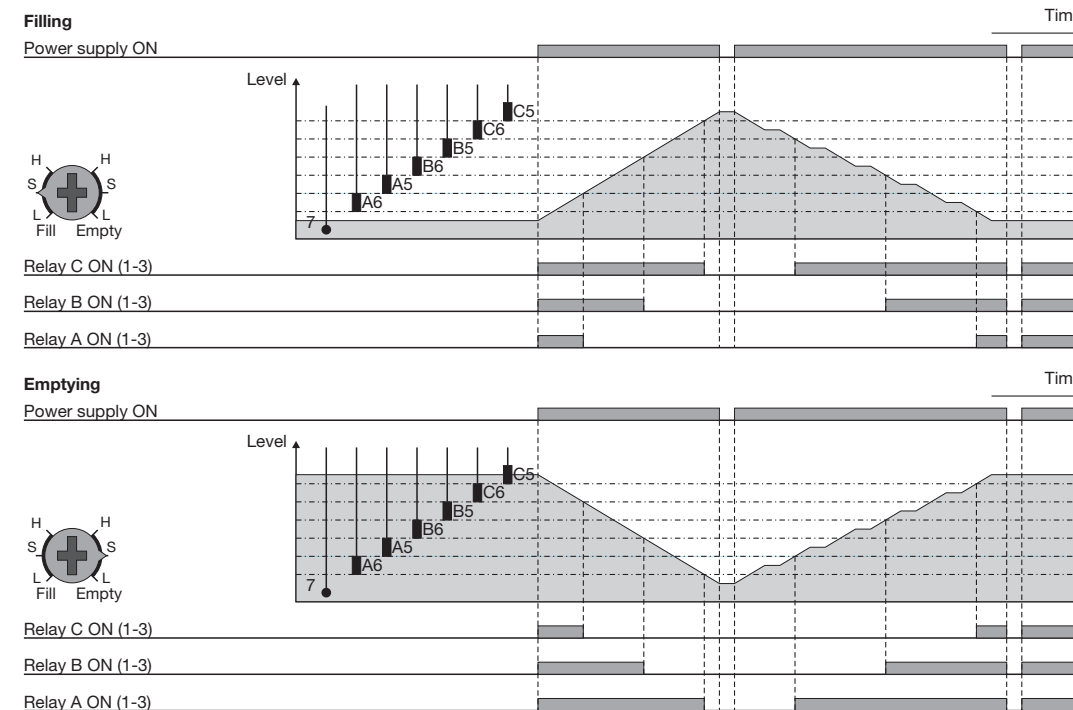 Filling
Tim
Power supply ON
Level
C5
C6
B5
B6
A5
A6
7
H H
S S
L L
Fill Empty
Relay C ON (1-3)
Relay B ON (1-3)
Relay A ON (1-3)
Emptying
Tim
Power supply ON
Level
C5
C6
B5
B6
A5
A6
7
H H
S S
L L
Fill Empty
Relay C ON (1-3)
Relay B ON (1-3)
Relay A ON (1-3)